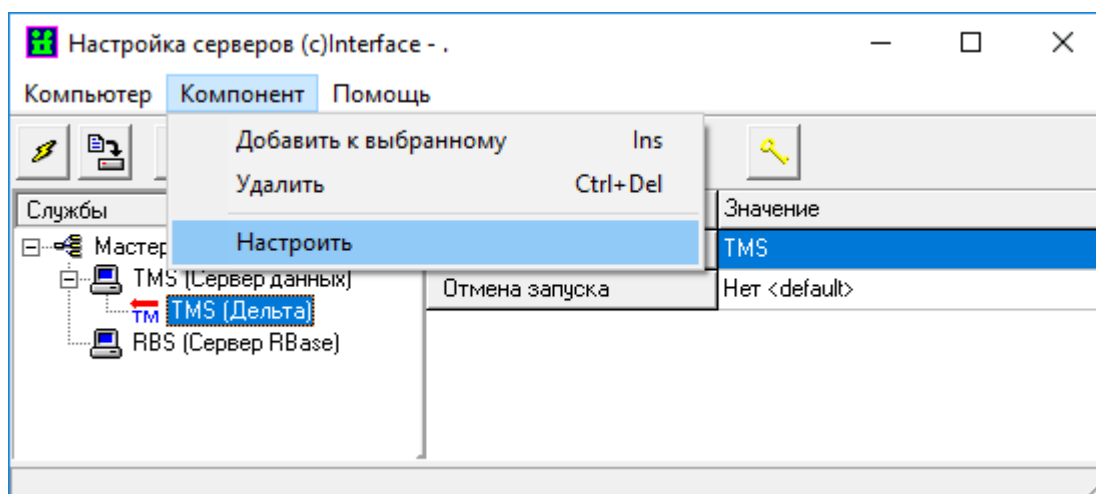 Настройка серверов (c)Interface - .
Компьютер Компонент Помощь
Добавить к выбранному Ins
Удалить Ctrl+Del
Настроить
Службы
Значение
TMS
TMS (Сервер данных)
Отмена запуска
Нет <default>
TM
TMS (Дельта)
RBS (Сервер RBase)